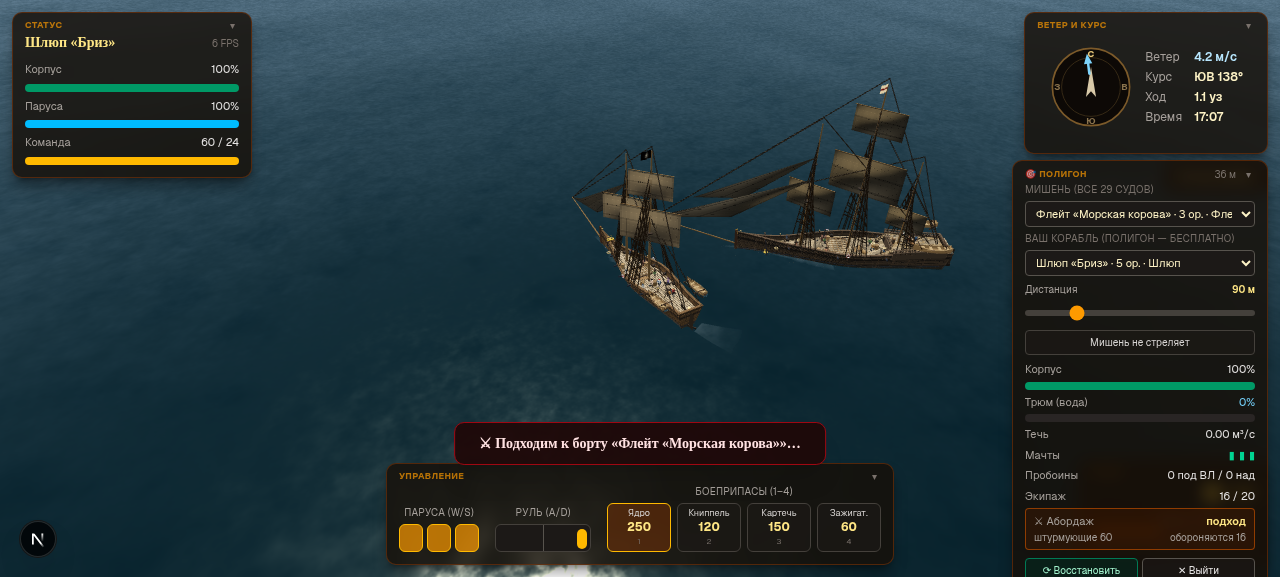 СТАТУС ▼
Шлюп «Бриз» 6 FPS
Корпус 100%
Паруса 100%
Команда 60 / 24
ВЕТЕР И КУРС ▼
С
З В
Ю
Ветер 4.2 м/с
Курс ЮВ 138°
Ход 1.1 уз
Время 17:07
🎯 ПОЛИГОН 36 м ▼
МИШЕНЬ (ВСЕ 29 СУДОВ)
Флейт «Морская корова» · 3 ор. · Фле
ВАШ КОРАБЛЬ (ПОЛИГОН — БЕСПЛАТНО)
Шлюп «Бриз» · 5 ор. · Шлюп
Дистанция 90 м
Мишень не стреляет
Корпус 100%
Трюм (вода) 0%
Течь 0.00 м³/с
Мачты ▮ ▮ ▮
Пробоины 0 под ВЛ / 0 над
Экипаж 16 / 20
⚔ Абордаж подход
штурмующие 60 обороняются 16
⟳ Восстановить ✕ Выйти
⚔ Подходим к борту «Флейт «Морская корова»»…
УПРАВЛЕНИЕ ▼
БОЕПРИПАСЫ (1–4)
ПАРУСА (W/S) РУЛЬ (A/D)
Ядро 250 1
Книппель 120 2
Картечь 150 3
Зажигат. 60 4
N